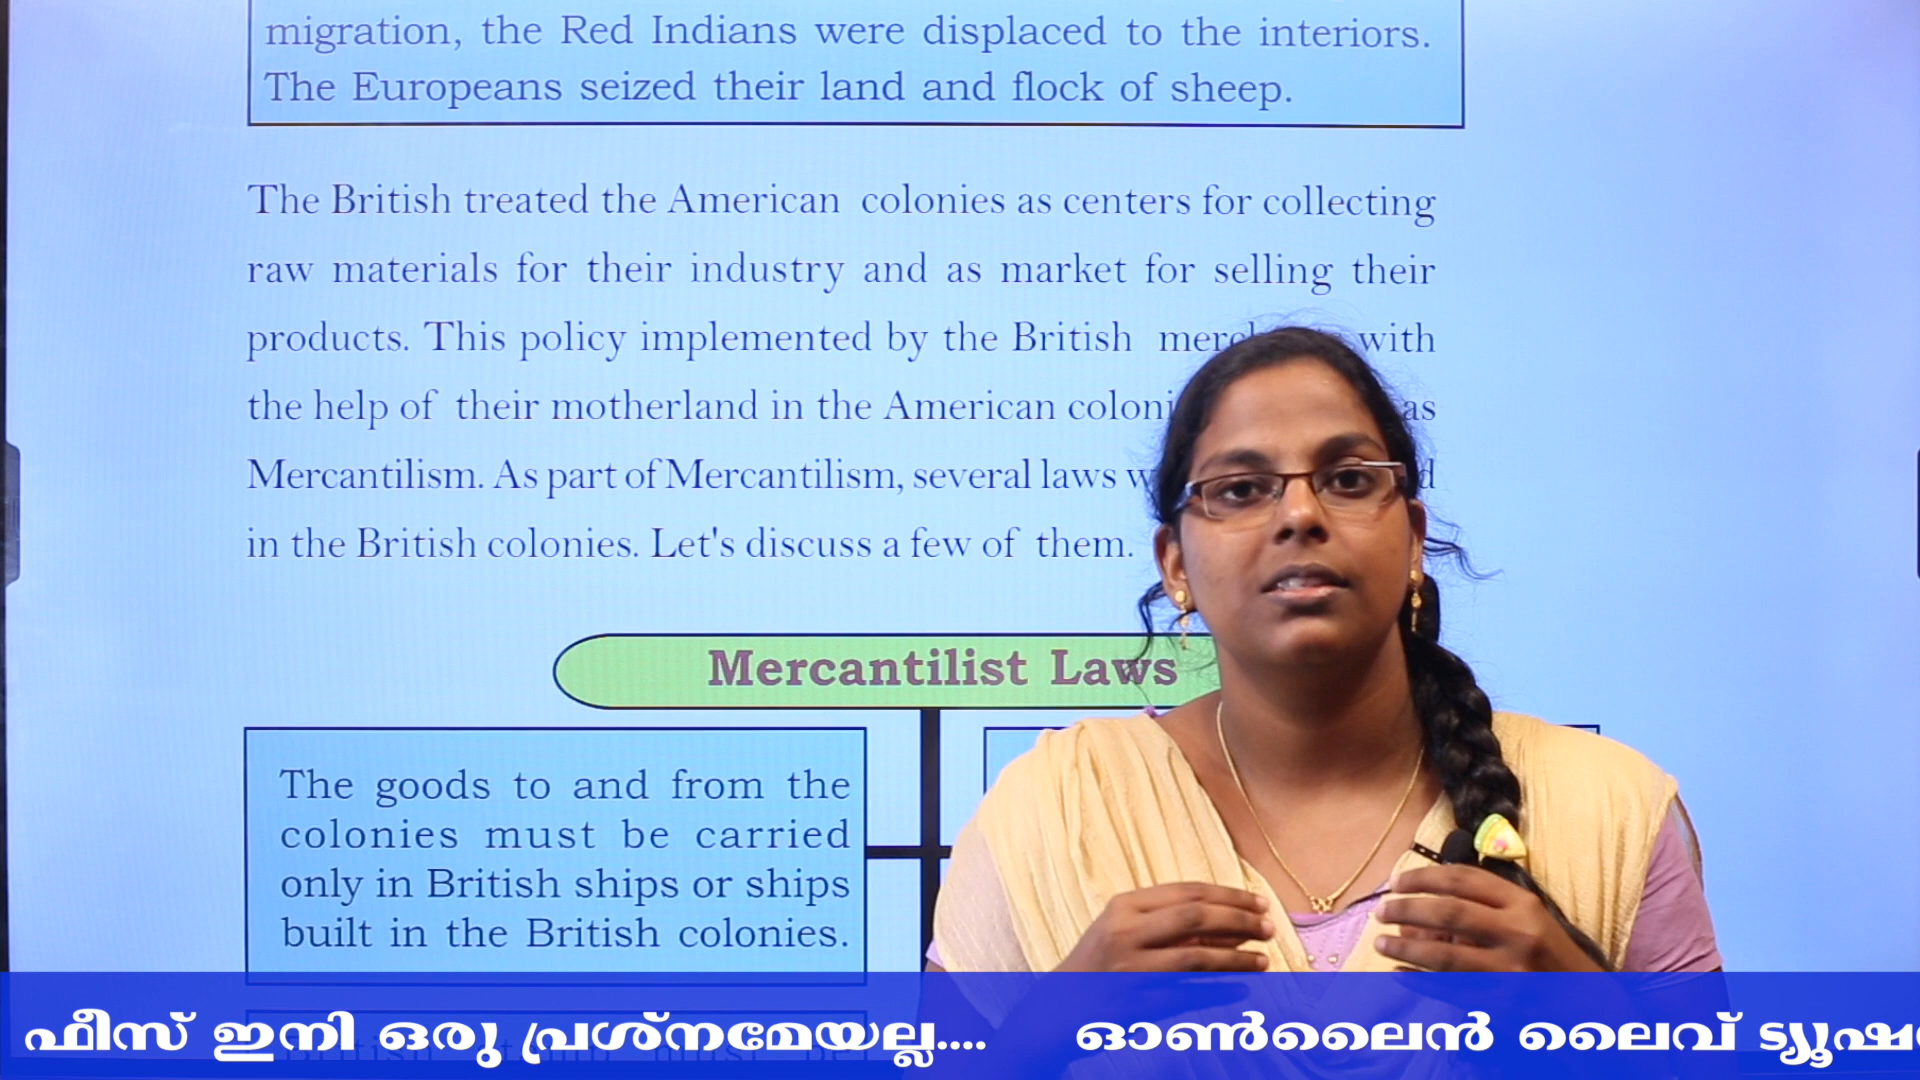 migration, the Red Indians were displaced to the interiors.
The Europeans seized their land and flock of sheep.
The British treated the American colonies as centers for collecting
raw materials for their industry and as market for selling their
products. This policy implemented by the British with
the help of their motherland in the American as
Mercantilism. As part of Mercantilism, several laws
in the British colonies. Let's discuss a few of them.
Mercantilist Laws
The goods to and from the
colonies must be carried
only in British ships or ships
built in the British colonies.
ഫീസ് ഇനി ഒരു പ്രശ്നമേയല്ല.... ഓൺലൈൻ ലൈവ്